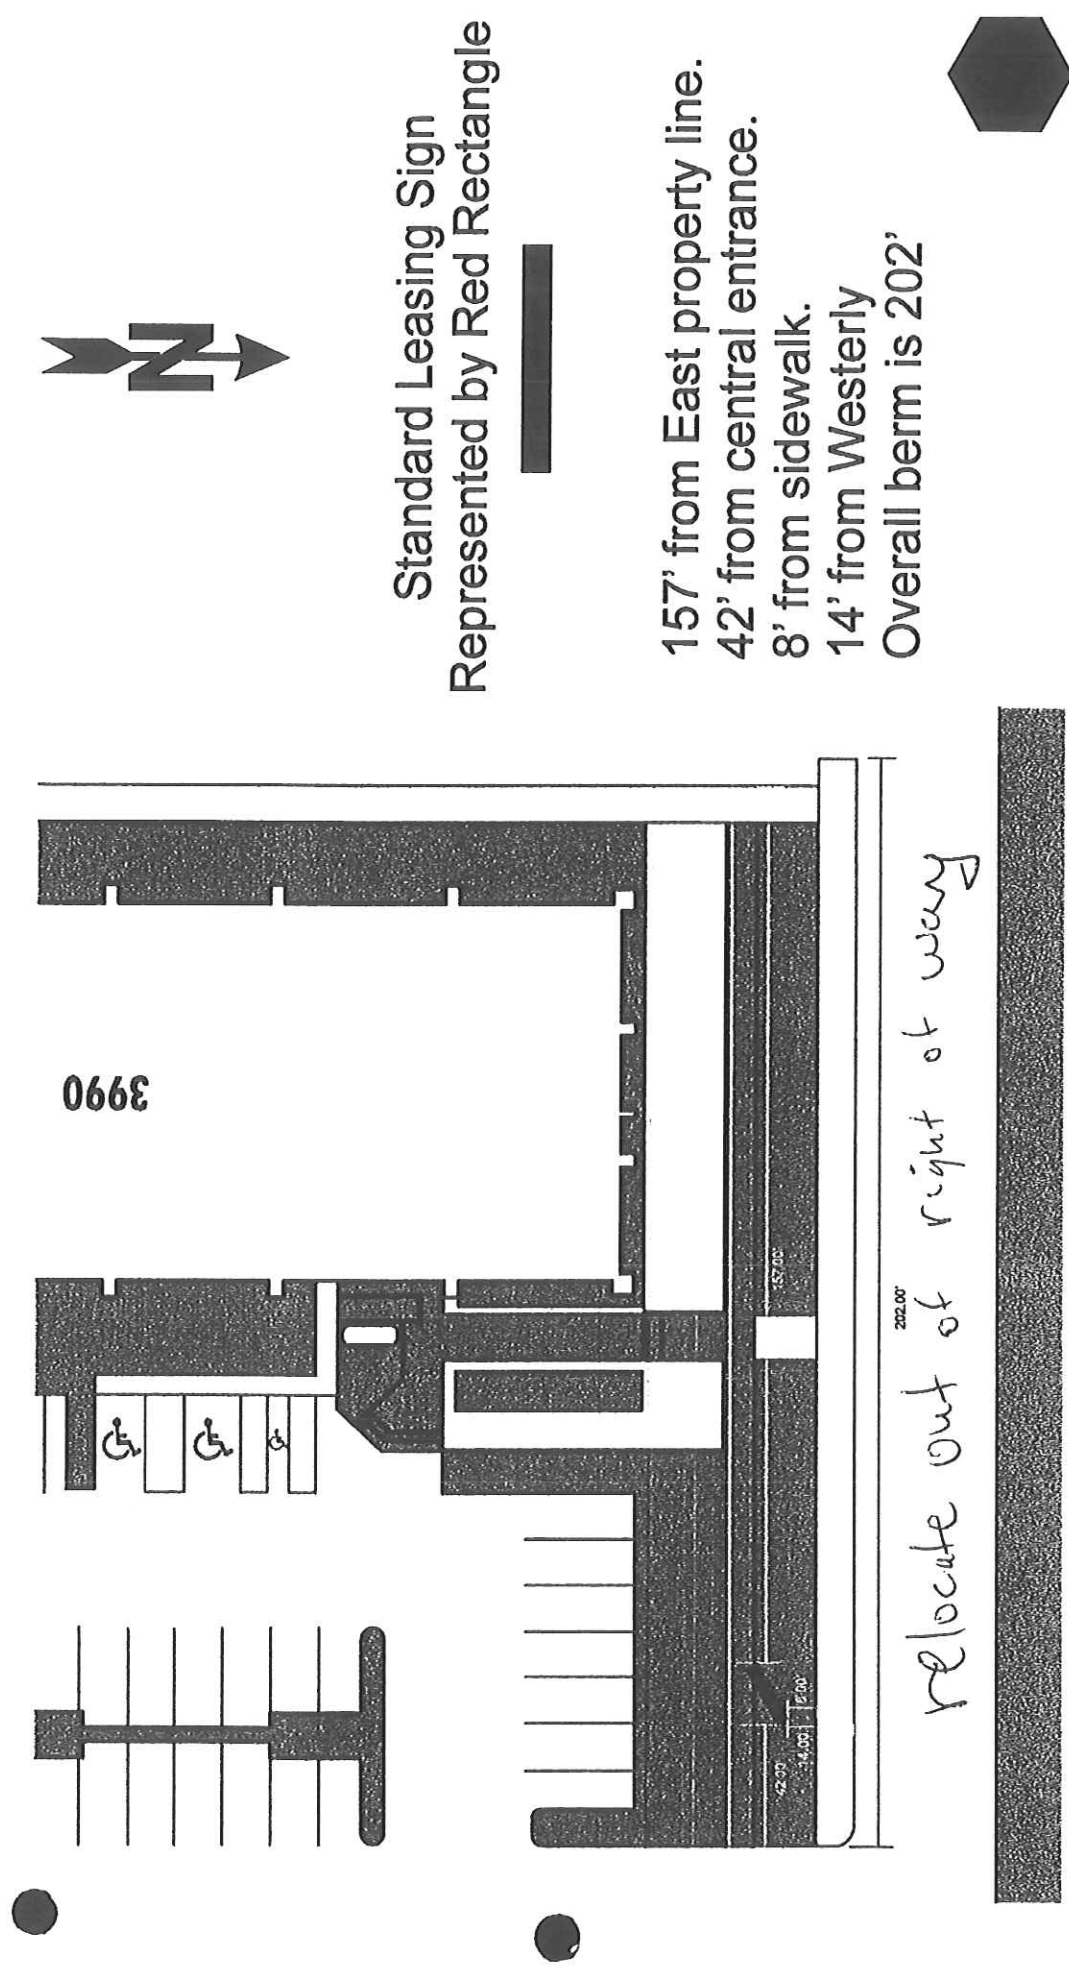 N
Standard Leasing Sign
Represented by Red Rectangle
157' from East property line.
42' from central entrance.
8' from sidewalk.
14' from Westerly
Overall berm is 202'
3990
157.00'
42.00'
14.00'
8.00'
202.00'
relocate out of right of way